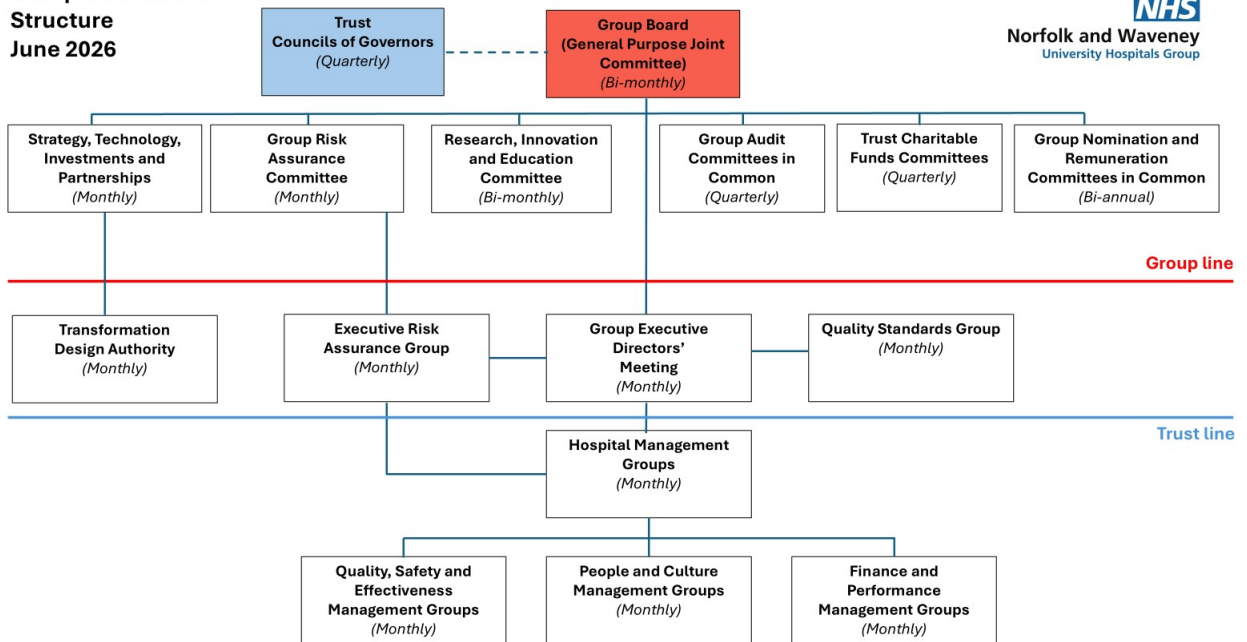 Structure
June 2026
Trust
Councils of Governors
(Quarterly)
Group Board
(General Purpose Joint
Committee)
(Bi-monthly)
NHS
Norfolk and Waveney
University Hospitals Group
Strategy, Technology,
Investments and
Partnerships
(Monthly)
Group Risk
Assurance
Committee
(Monthly)
Research, Innovation
and Education
Committee
(Bi-monthly)
Group Audit
Committees in
Common
(Quarterly)
Trust Charitable
Funds Committees
(Quarterly)
Group Nomination and
Remuneration
Committees in Common
(Bi-annual)
Group line
Transformation
Design Authority
(Monthly)
Executive Risk
Assurance Group
(Monthly)
Group Executive
Directors’
Meeting
(Monthly)
Quality Standards Group
(Monthly)
Trust line
Hospital Management
Groups
(Monthly)
Quality, Safety and
Effectiveness
Management Groups
(Monthly)
People and Culture
Management Groups
(Monthly)
Finance and
Performance
Management Groups
(Monthly)